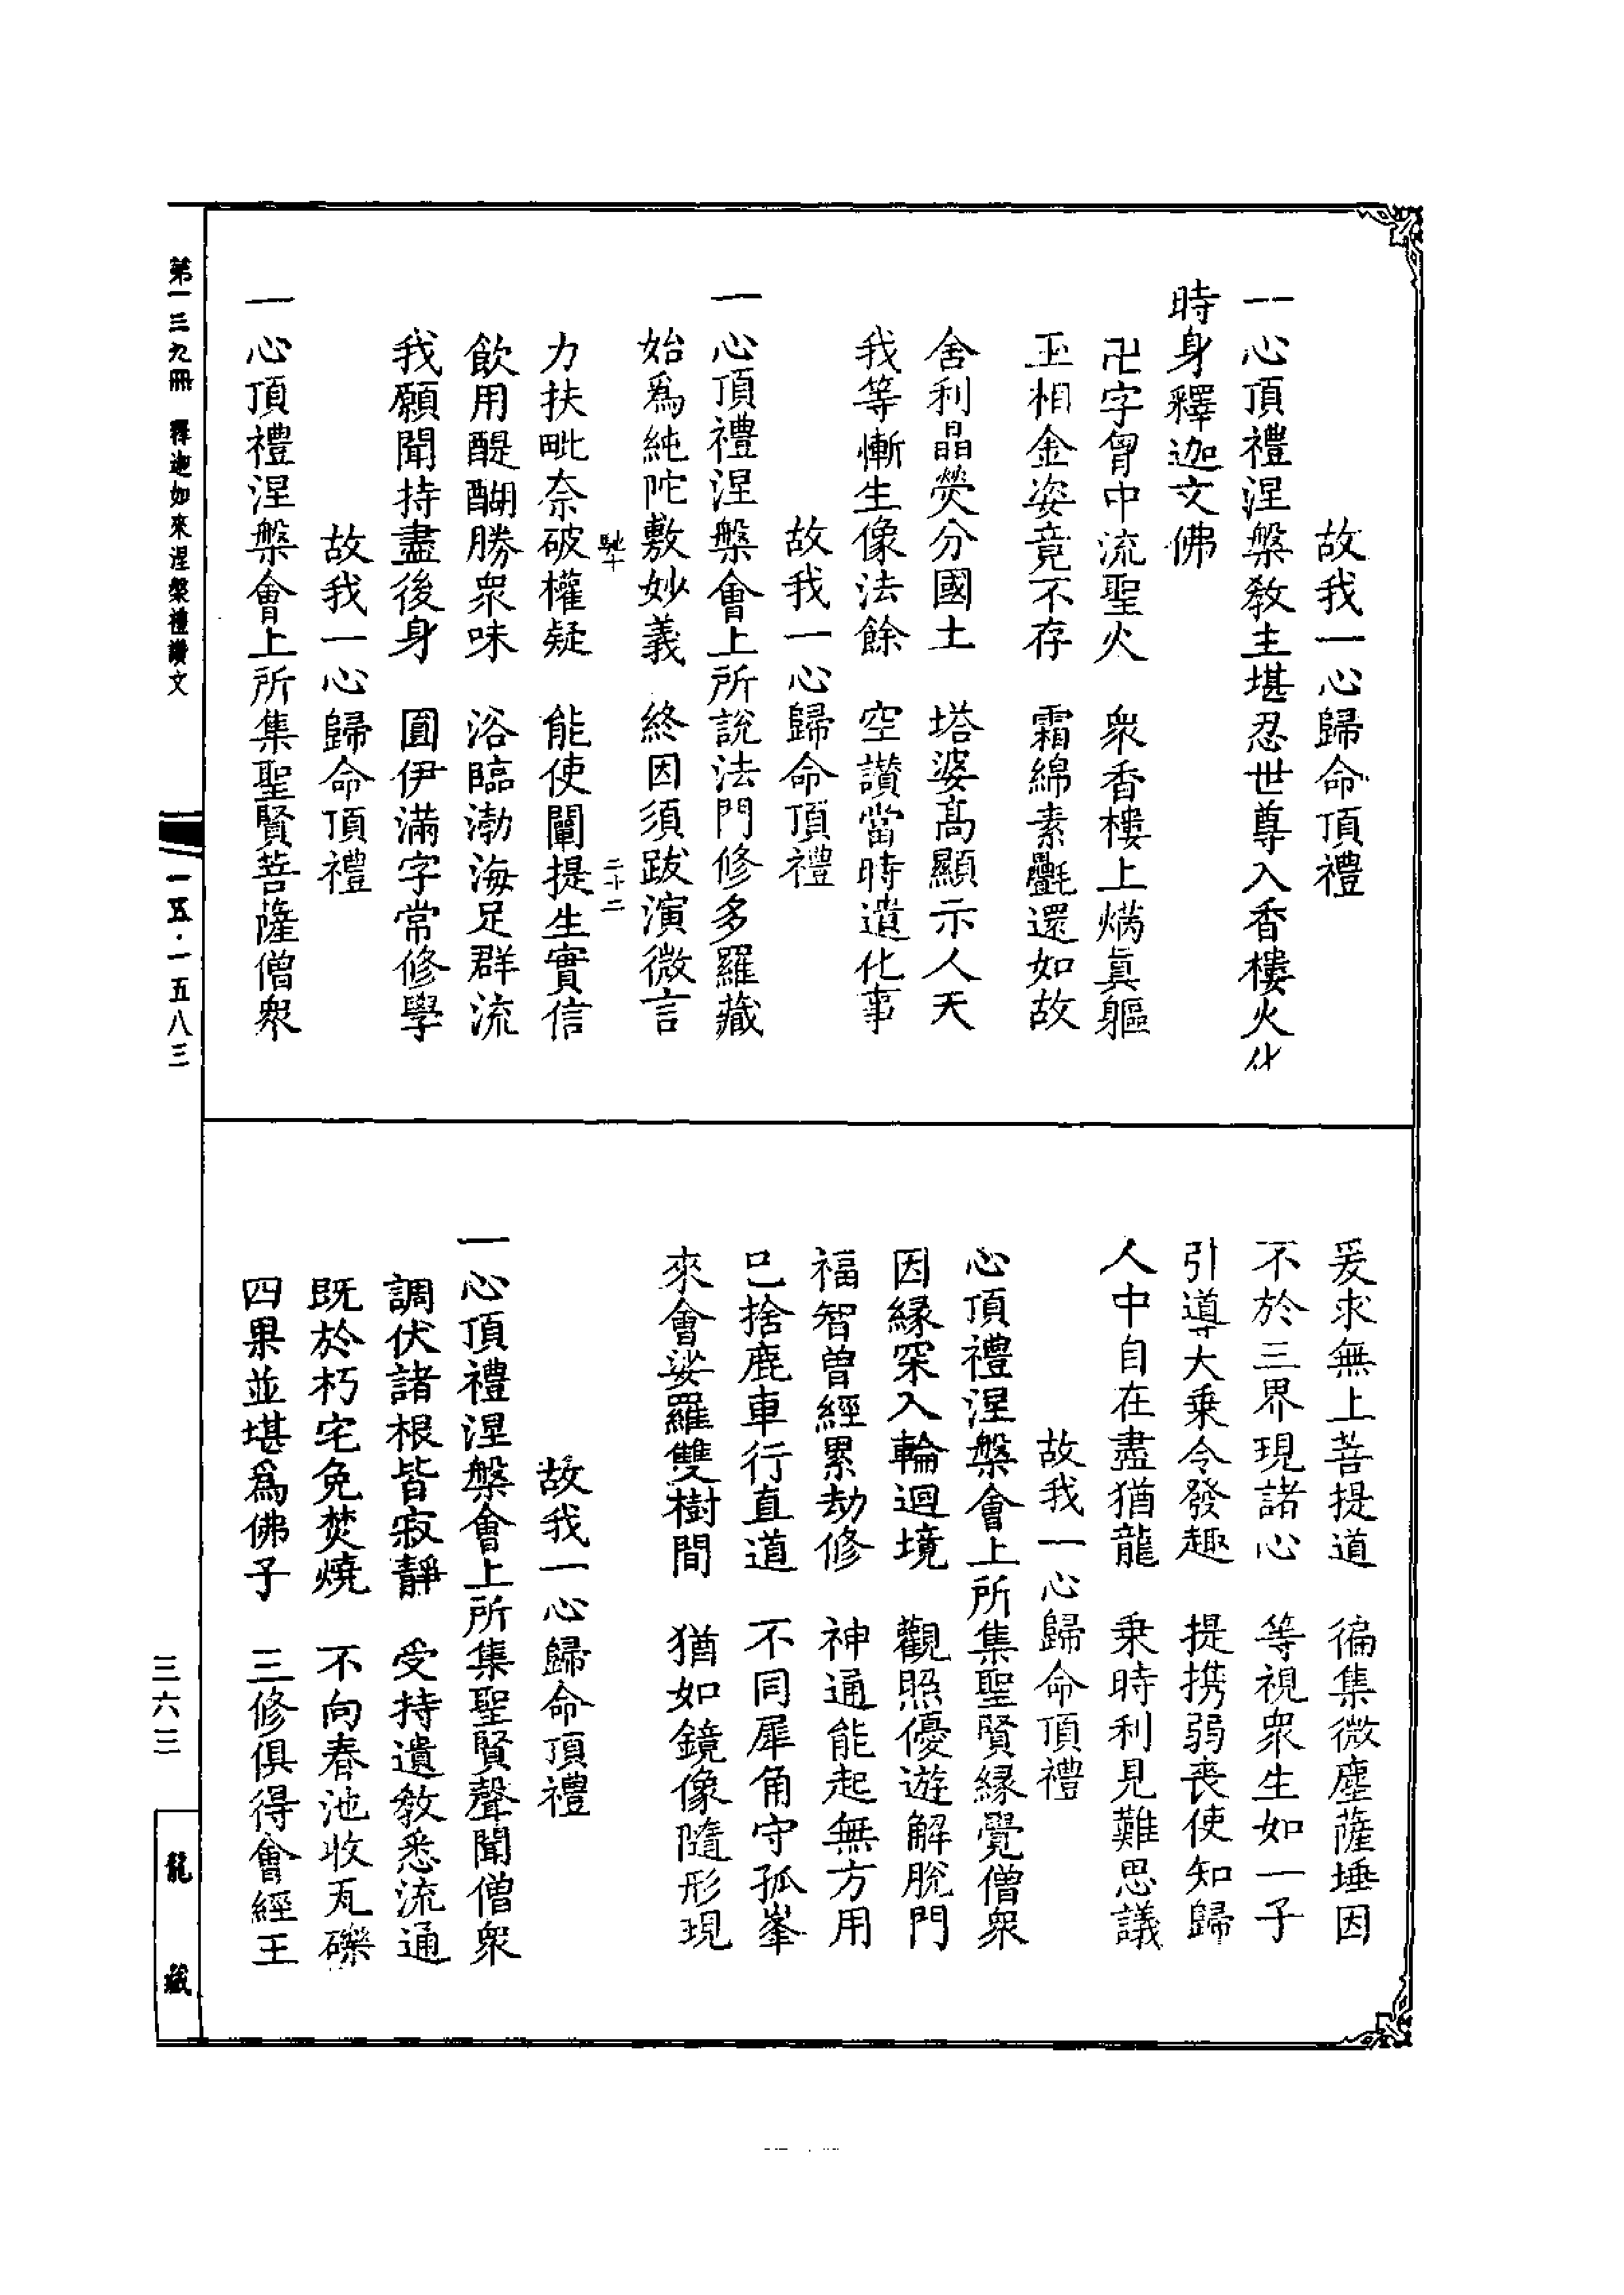 故我一心歸命頂禮
一心頂禮涅槃教主堪忍世尊入香樓火化
時身釋迦文佛
卍字胷中流聖火　衆香樓上焫眞軀
玉相金姿竟不存　霜綿素㲲還如故
舍利晶熒分國土　塔婆高顯示人天
我等慚生像法餘　空讚當時遺化事
故我一心歸命頂禮
一心頂禮涅槃會上所說法門修多羅藏
始爲純陀敷妙義　終因須跋演微言
馳十　二十二
力扶毗奈破權疑　能使闡提生實信
飲用醍醐勝衆味　浴臨渤海足群流
我願聞持盡後身　圓伊滿字常修學
故我一心歸命頂禮
一心頂禮涅槃會上所集聖賢菩薩僧衆
爰求無上菩提道　徧集微塵薩埵因
不於三界現諸心　等視衆生如一子
引導大乗令發趣　提携弱喪使知歸
人中自在盡猶龍　乗時利見難思議
故我一心歸命頂禮
心頂禮涅槃會上所集聖賢緣覺僧衆
因緣罙入輪迴境　觀照優遊解脫門
福智曾經累劫修　神通能起無方用
已捨鹿車行直道　不同犀角守孤峯
來會娑羅雙樹間　猶如鏡像隨形現
故我一心歸命頂禮
一心頂禮涅槃會上所集聖賢聲聞僧衆
調伏諸根皆寂靜　受持遺教悉流通
既於朽宅免焚燒　不向春池收瓦礫
四果並堪爲佛子　三修俱得會經王
第一三九冊　釋迦如來涅槃禮讚文
一五·一五八三
三六三
龍藏